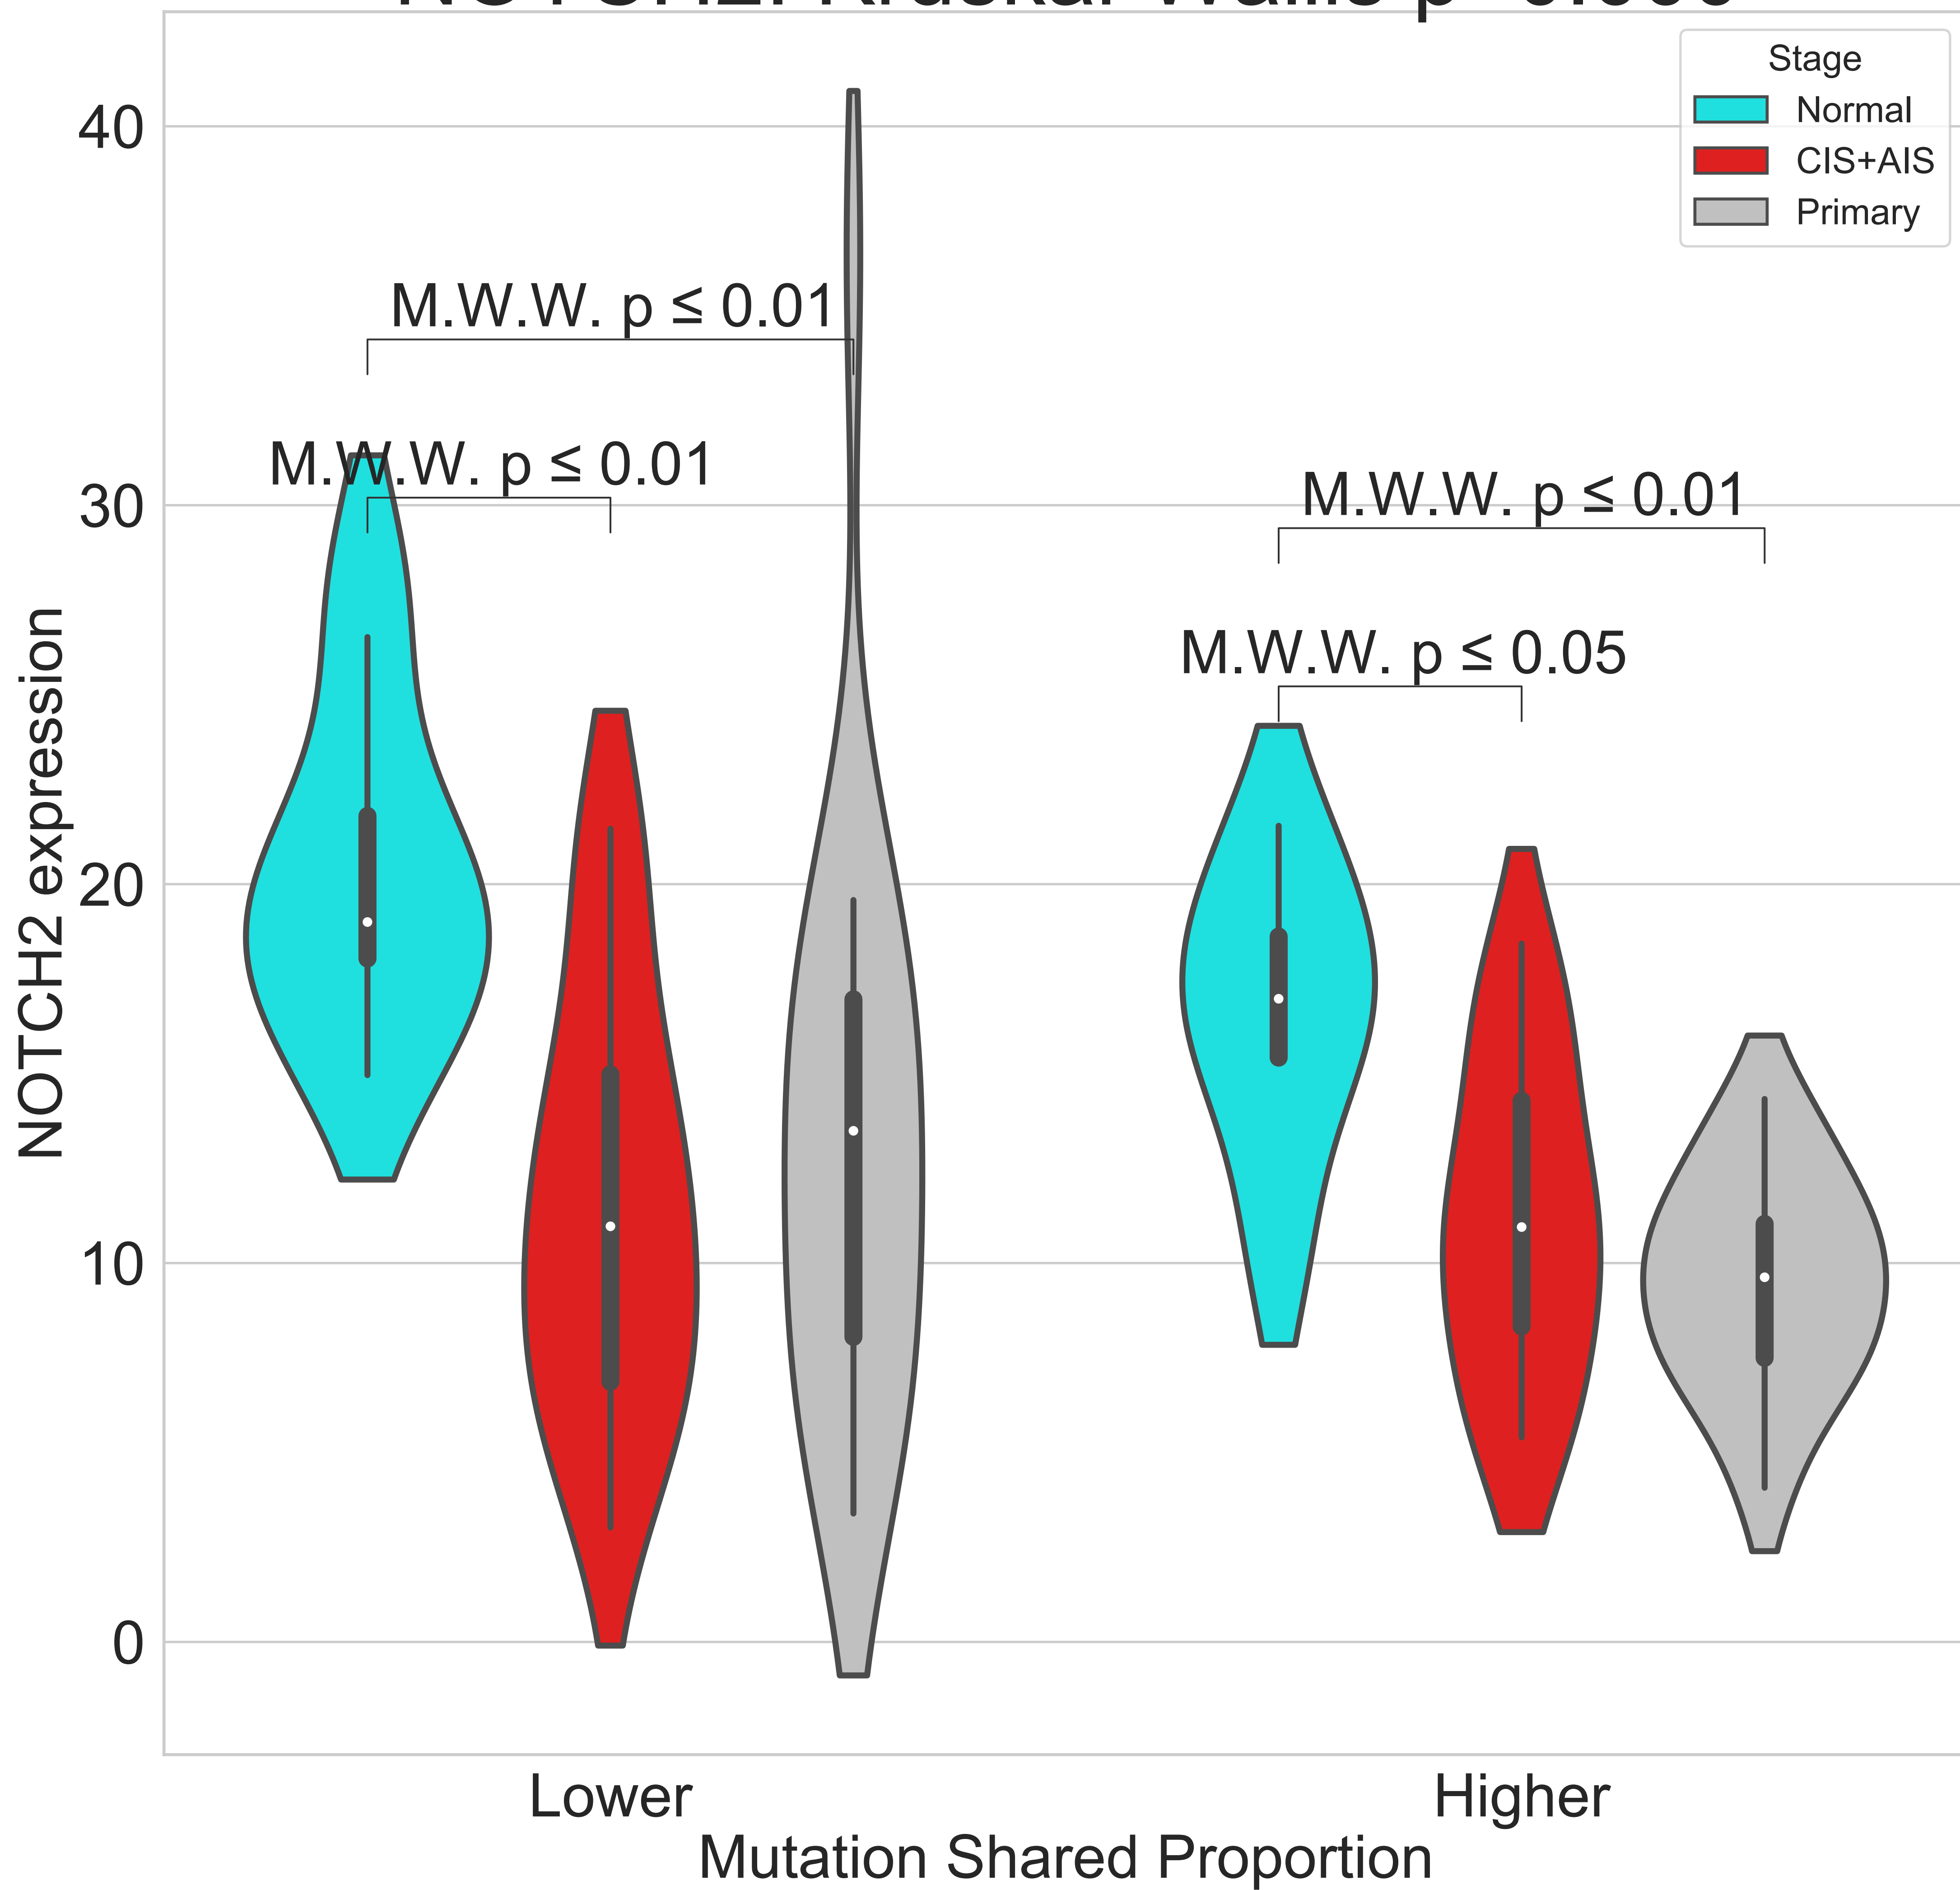 Stage
Normal
CIS+AIS
Primary
40
30
20
10
0
NOTCH2 expression
M.W.W. p ≤ 0.01
M.W.W. p ≤ 0.01
M.W.W. p ≤ 0.01
M.W.W. p ≤ 0.05
Lower
Higher
Mutation Shared Proportion